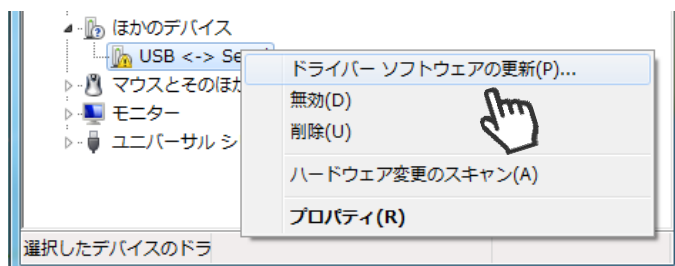 ほかのデバイス
USB <-> Se
ドライバー ソフトウェアの更新(P)...
マウスとそのほか
無効(D)
モニター
削除(U)
ユニバーサル シ
ハードウェア変更のスキャン(A)
プロパティ(R)
選択したデバイスのドラ